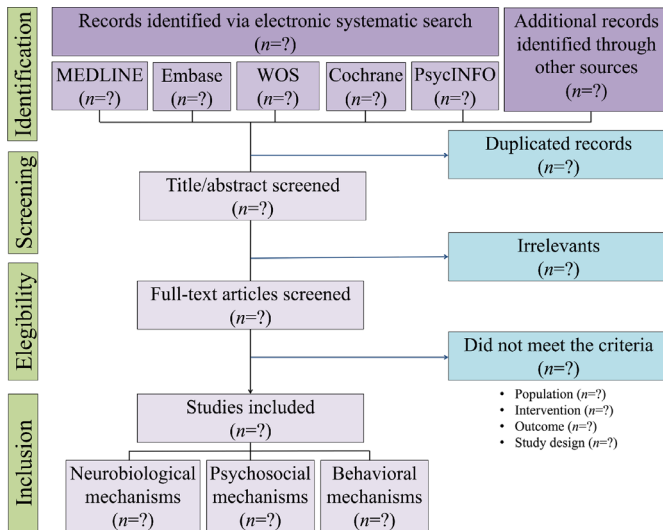 Identification
Records identified via electronic systematic search
(n=?)
Additional records
identified through
other sources
(n=?)
MEDLINE
(n=?)
Embase
(n=?)
WOS
(n=?)
Cochrane
(n=?)
PsycINFO
(n=?)
Duplicated records
(n=?)
Screening
Title/abstract screened
(n=?)
Irrelevants
(n=?)
Elegibility
Full-text articles screened
(n=?)
Did not meet the criteria
(n=?)
• Population (n=?)
• Intervention (n=?)
• Outcome (n=?)
• Study design (n=?)
Inclusion
Studies included
(n=?)
Neurobiological
mechanisms
(n=?)
Psychosocial
mechanisms
(n=?)
Behavioral
mechanisms
(n=?)